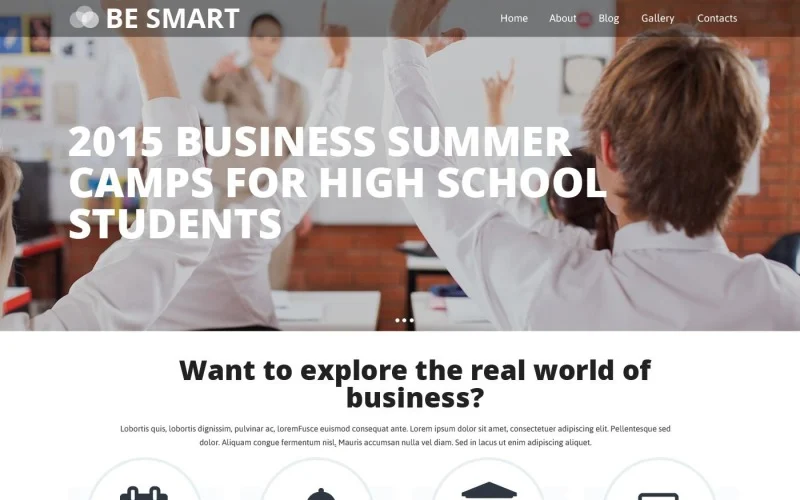 BE SMART
Home About Blog Gallery Contacts
2015 BUSINESS SUMMER
CAMPS FOR HIGH SCHOOL
STUDENTS
Want to explore the real world of
business?
Lobortis quis, lobortis dignissim, pulvinar ac, loremFusce euismod consequat ante. Lorem ipsum dolor sit amet, consectetuer adipiscing elit. Pellentesque sed
dolor. Aliquam congue fermentum nisl, Mauris accumsan nulla vel diam. Sed in lacus ut enim adipiscing aliquet.